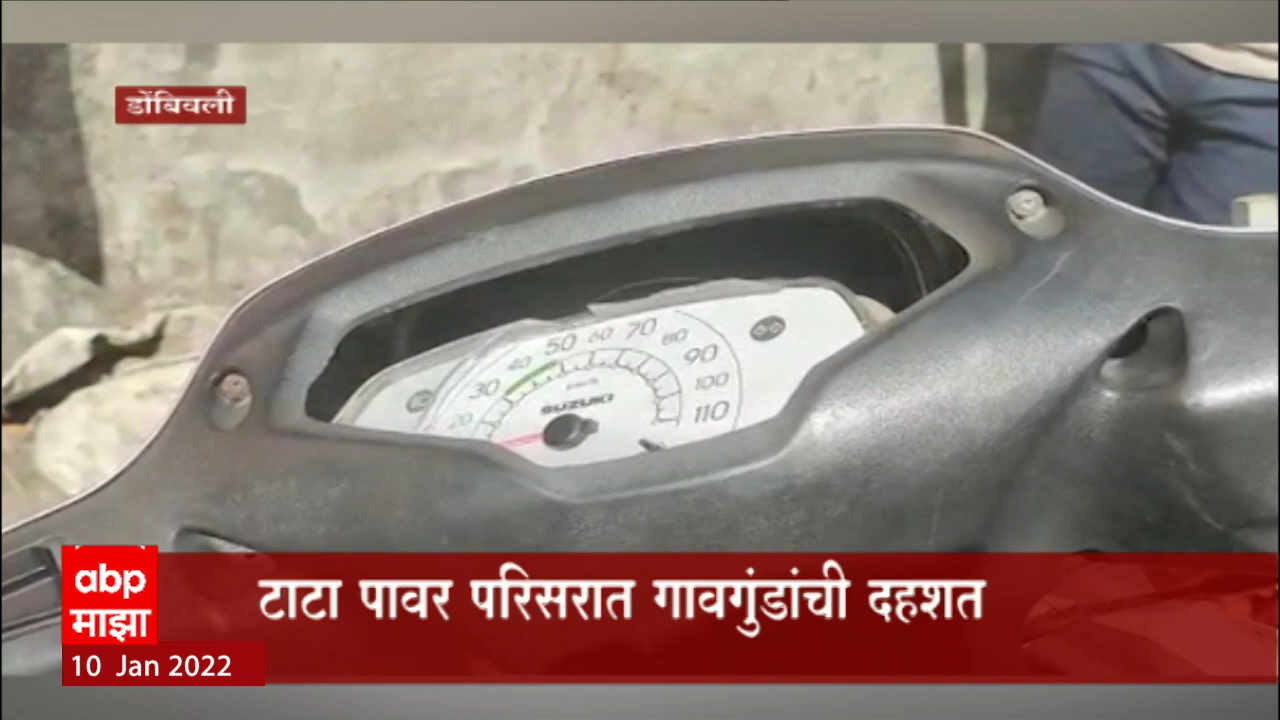 डोंबिवली
20 30 40 50 60 70 80 90 100 110
SUZUKI
abp
माझा
टाटा पावर परिसरात गावगुंडांची दहशत
10 Jan 2022